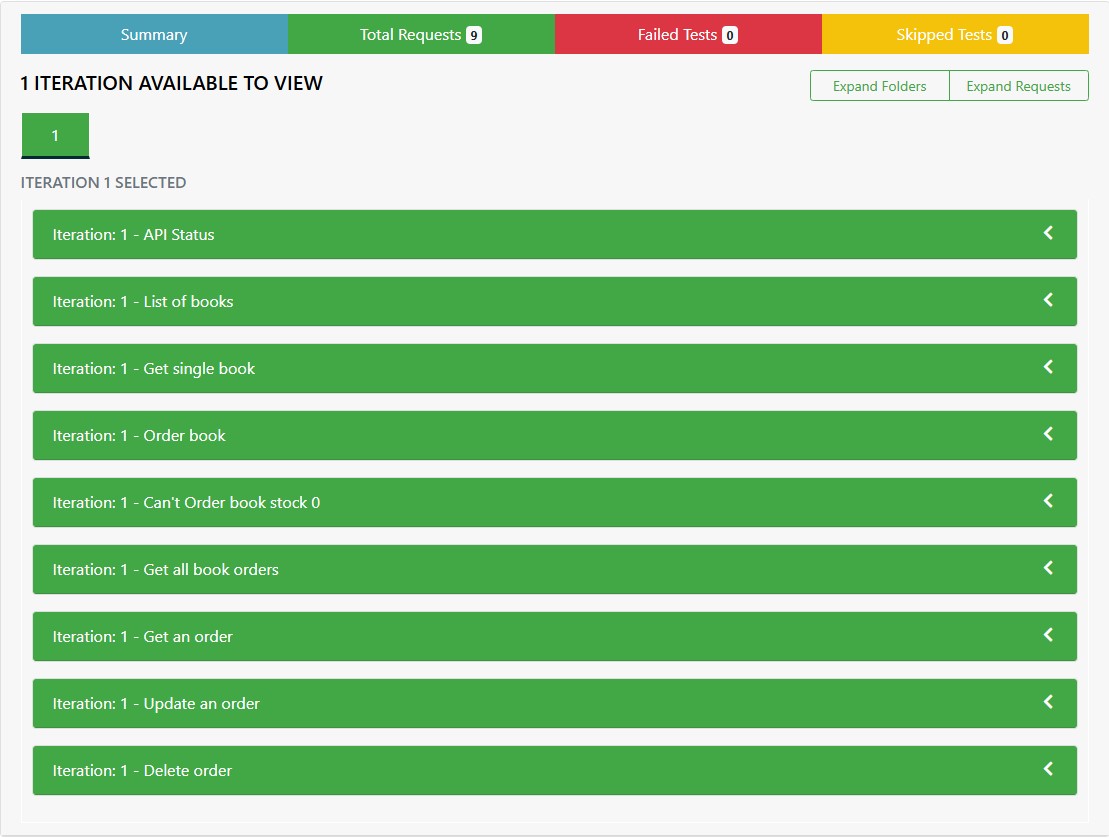 Summary
Total Requests 9
Failed Tests 0
Skipped Tests 0
1 ITERATION AVAILABLE TO VIEW
Expand Folders
Expand Requests
1
ITERATION 1 SELECTED
Iteration: 1 - API Status
Iteration: 1 - List of books
Iteration: 1 - Get single book
Iteration: 1 - Order book
Iteration: 1 - Can't Order book stock 0
Iteration: 1 - Get all book orders
Iteration: 1 - Get an order
Iteration: 1 - Update an order
Iteration: 1 - Delete order